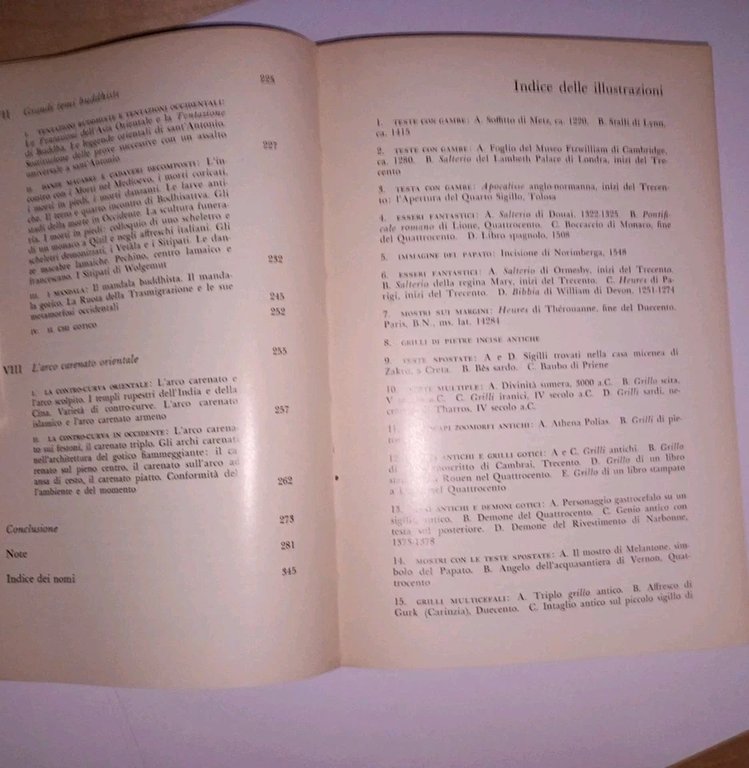 VII Grandi temi buddhisti 225
I. TENTAZIONI BUDDHISTE E TENTAZIONI OCCIDENTALI:
Le Tentazioni dell'Asia Orientale e la Tentazione
di Buddha. Le leggende orientali di sant'Antonio.
Sostituzione delle prove successive con un assalto
universale a sant'Antonio 227
II. DANZE MACABRE E CADAVERI DECOMPOSTI: L'in-
contro con i Morti nel Medioevo, i morti coricati,
i morti in piedi, i morti danzanti. Le larve anti-
che. Il terzo e quarto incontro di Bodhisattva. Gli
stadi della morte in Occidente. La scultura funera-
ria. I morti in piedi: colloquio di uno scheletro e
di un monaco a Qizil e negli affreschi italiani. Gli
scheletri demonizzati, i Vetāla e i Sitipati. Le dan-
ze macabre lamaiche. Pechino, centro lamaico e
francescano. I Sitipati di Wolgemut 232
III. I MANDALA: Il mandala buddhista. Il manda-
la gotico. La Ruota della Trasmigrazione e le sue
metamorfosi occidentali 245
IV. IL CHI GOTICO 252
VIII L'arco carenato orientale 255
I. LA CONTRO-CURVA ORIENTALE: L'arco carenato e
l'arco scolpito. I templi rupestri dell'India e della
Cina. Varietà di contro-curve. L'arco carenato
islamico e l'arco carenato armeno 257
II. LA CONTRO-CURVA IN OCCIDENTE: L'arco carena-
to sui festoni, il carenato triplo. Gli archi carenati
nell'architettura del gotico fiammeggiante: il ca-
renato sul pieno centro, il carenato sull'arco ad
ansa di cesto, il carenato piatto. Conformità del-
l'ambiente e del momento 262
Conclusione 273
Note 281
Indice dei nomi 345
Indice delle illustrazioni
1. TESTE CON GAMBE: A. Soffitto di Metz, ca. 1220. B. Stalli di Lynn,
ca. 1415
2. TESTE CON GAMBE: A. Foglio del Museo Fizwilliam di Cambridge,
ca. 1280. B. Salterio del Lambeth Palace di Londra, inizi del Tre-
cento
3. TESTA CON GAMBE: Apocalisse anglo-normanna, inizi del Trecen-
to: l'Apertura del Quarto Sigillo, Tolosa
4. ESSERI FANTASTICI: A. Salterio di Douai, 1322-1325. B. Pontifi-
cale romano di Lione, Quattrocento. C. Boccaccio di Monaco, fine
del Quattrocento. D. Libro spagnolo, 1508
5. IMMAGINE DEL PAPATO: Incisione di Norimberga, 1548
6. ESSERI FANTASTICI: A. Salterio di Ormesby, inizi del Trecento.
B. Salterio della regina Mary, inizi del Trecento. C. Heures di Pa-
rigi, inizi del Trecento. D. Bibbia di William di Devon, 1251-1274
7. MOSTRI SUI MARGINI: Heures di Thérouanne, fine del Duecento.
Paris, B.N., ms. lat. 14284
8. GRILLI DI PIETRE INCISE ANTICHE
9. TESTE SPOSTATE: A e D. Sigilli trovati nella casa micenea di
Zakro, a Creta. B. Bès sardo. C. Baubo di Priene
10. TESTE MULTIPLE: A. Divinità sumera, 5000 a.C. B. Grillo scita,
V a.C. C. Grilli iranici, IV secolo a.C. D. Grilli sardi, ne-
Tharros, IV secolo a.C.
11. ZOOMORFI ANTICHI: A. Athena Polias. B. Grilli di pie-
12. ANTICHI E GRILLI GOTICI: A e C. Grilli antichi. B. Grillo
di Cambrai, Trecento. D. Grillo di un libro
Rouen nel Quattrocento. E. Grillo di un libro stampato
a nel Quattrocento
13. ANTICHI E DEMONI GOTICI: A. Personaggio gastrocefalo su un
sigillo antico. B. Demone del Quattrocento. C. Genio antico con
testa sul posteriore. D. Demone del Rivestimento di Narbonne,
1375-1378
14. MOSTRI CON LE TESTE SPOSTATE: A. Il mostro di Melantone, sim-
bolo del Papato. B. Angelo dell'acquasantiera di Vernon, Quat-
trocento
15. GRILLI MULTICEFALI: A. Triplo grillo antico. B. Affresco di
Gurk (Carinzia), Duecento. C. Intaglio antico sul piccolo sigillo di